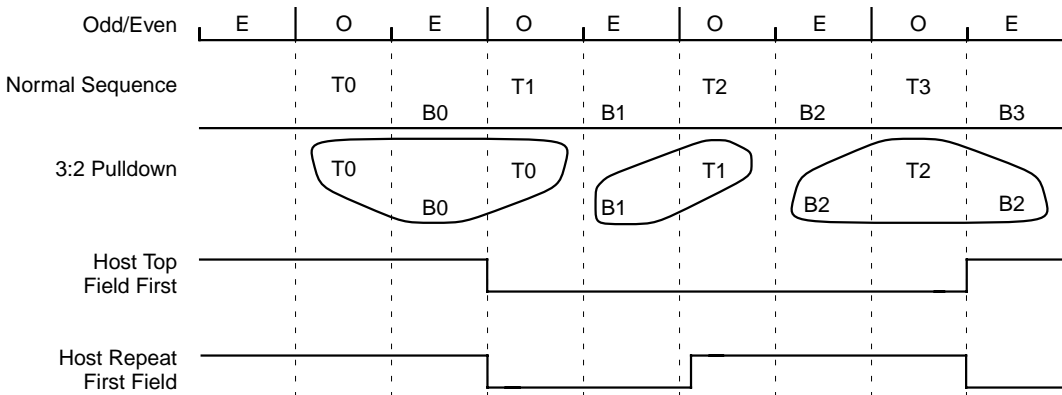 Odd/Even E O E O E O E O E
Normal Sequence T0 T1 T2 T3
B0 B1 B2 B3
3:2 Pulldown T0 T0 T1 T2
B0 B1 B2 B2
Host Top
Field First
Host Repeat
First Field